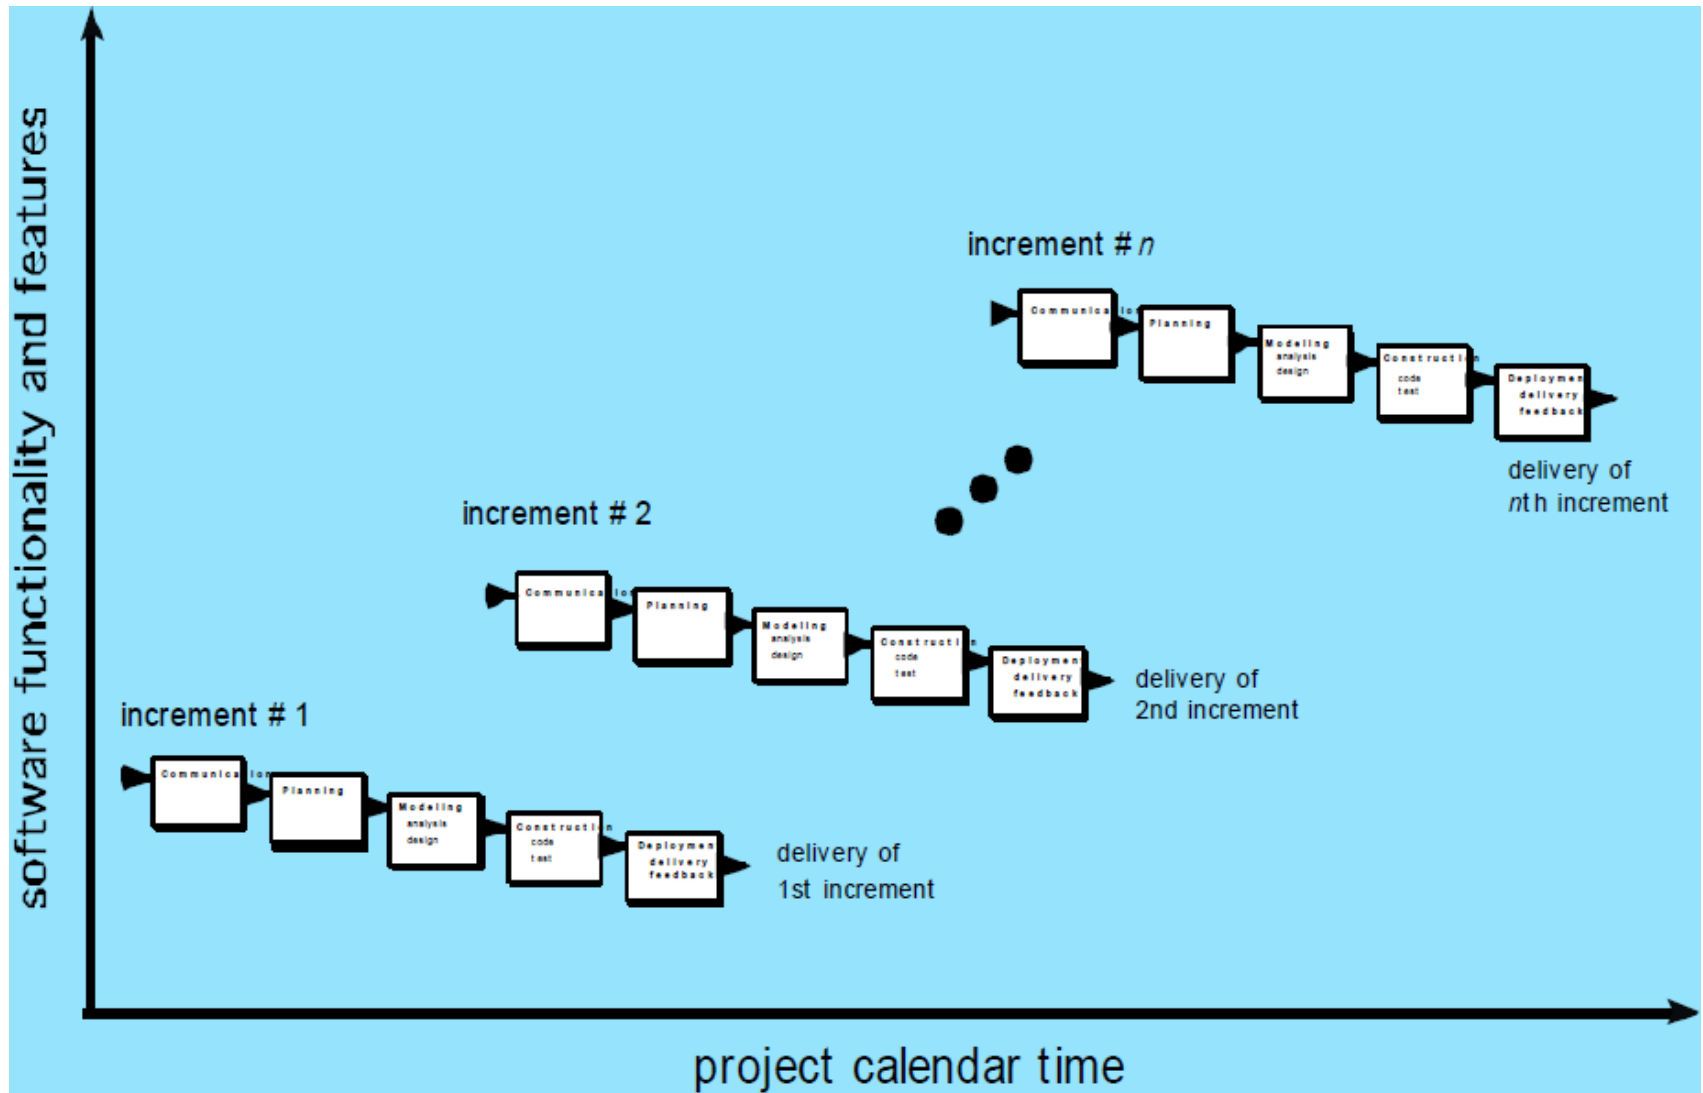 software functionality and features
increment # n
Communication
Planning
Modeling
analysis
design
Construction
code
test
Deployment
delivery
feedback
delivery of
nth increment
increment # 2
Communication
Planning
Modeling
analysis
design
Construction
code
test
Deployment
delivery
feedback
delivery of
2nd increment
increment # 1
Communication
Planning
Modeling
analysis
design
Construction
code
test
Deployment
delivery
feedback
delivery of
1st increment
project calendar time